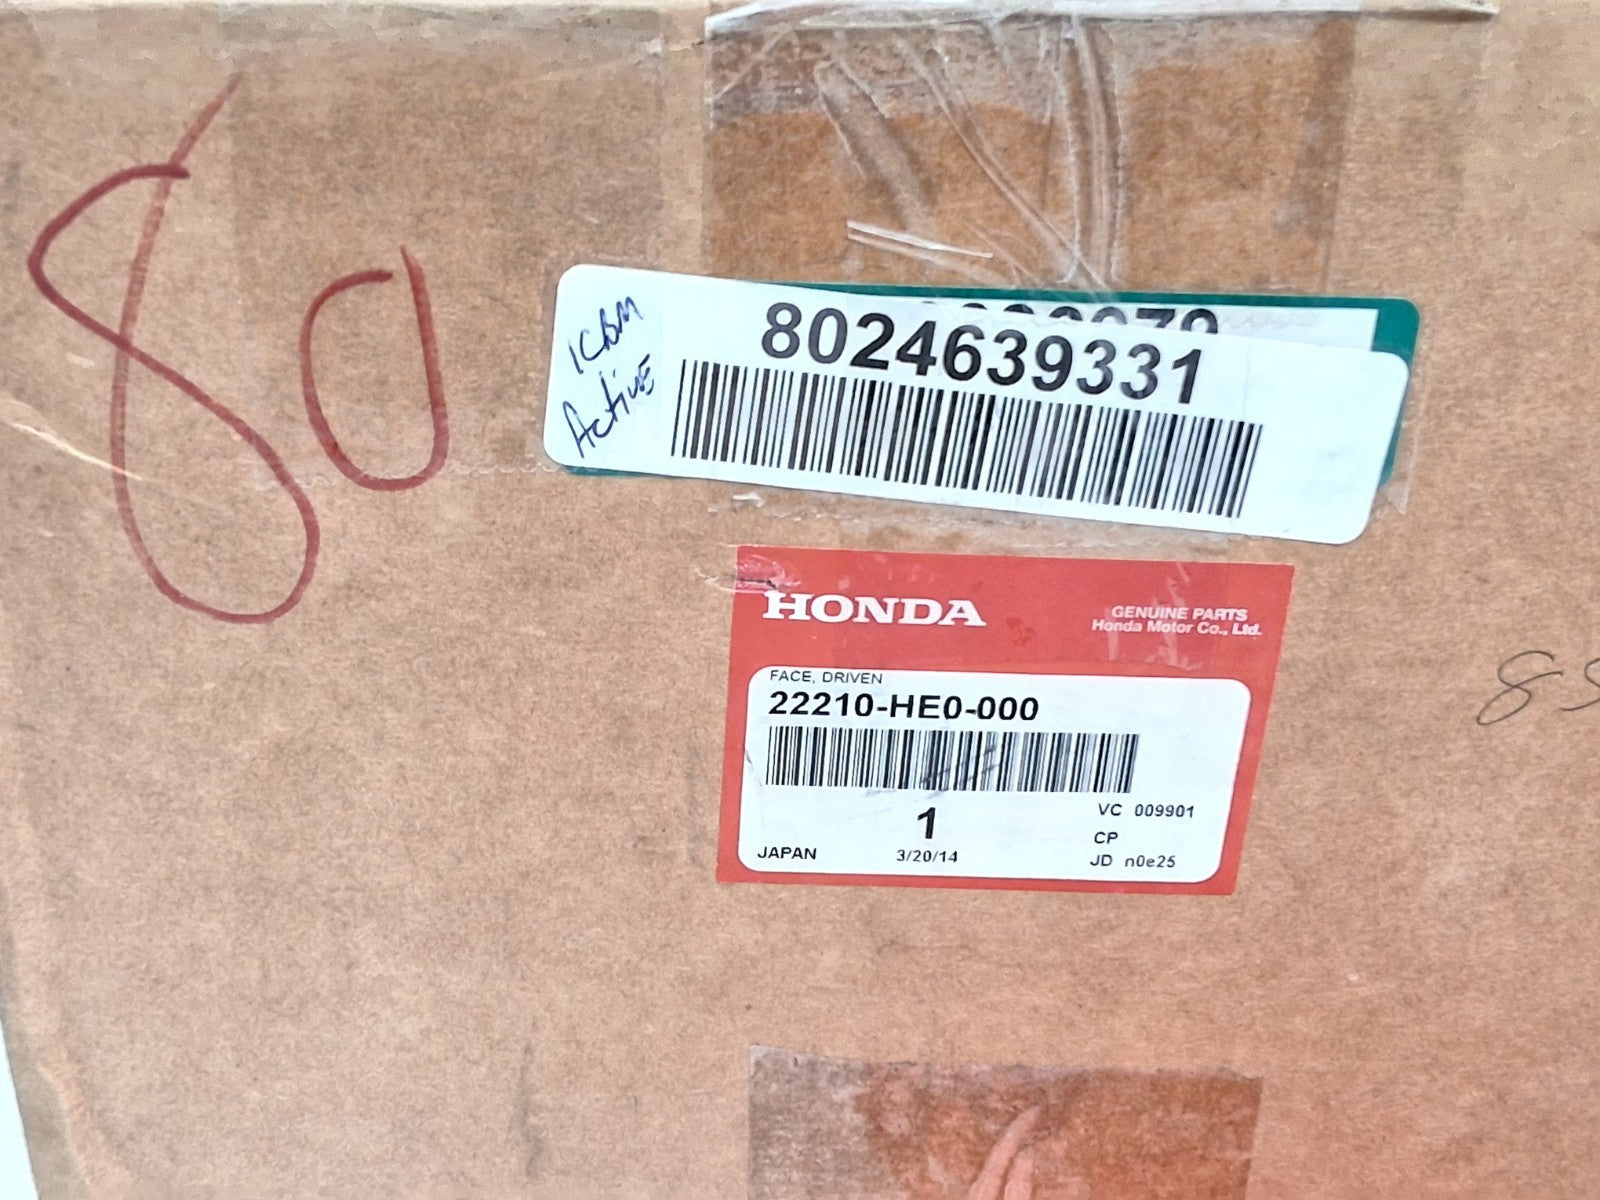 80
ICBM
Active
8024639331
HONDA
GENUINE PARTS
Honda Motor Co., Ltd.
FACE, DRIVEN
22210-HE0-000
1
VC 009901
CP
JAPAN
3/20/14
JD n0e25